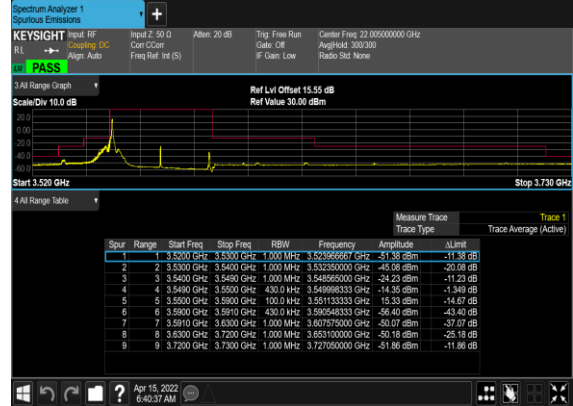 Spectrum Analyzer 1
Spurious Emissions
KEYSIGHT Input: RF Input Z: 50 Ω Atten: 20 dB Trig: Free Run Center Freq: 22.005000000 GHz
Coupling: DC Corr CCorr Gate: Off Avg|Hold: 300/300
RL Align: Auto Freq Ref: Int (S) IF Gain: Low Radio Std: None
PASS
3 All Range Graph
Ref Lvl Offset 15.55 dB
Scale/Div 10.0 dB Ref Value 30.00 dBm
20.0
0.00
-20.0
-40.0
-60.0
Start 3.520 GHz Stop 3.730 GHz
4 All Range Table
Measure Trace Trace 1
Trace Type Trace Average (Active)
Spur Range Start Freq Stop Freq RBW Frequency Amplitude ΔLimit
1 1 3.5200 GHz 3.5300 GHz 1.000 MHz 3.523966667 GHz -51.38 dBm -11.38 dB
2 2 3.5300 GHz 3.5400 GHz 1.000 MHz 3.532350000 GHz -45.08 dBm -20.08 dB
3 3 3.5400 GHz 3.5490 GHz 1.000 MHz 3.548565000 GHz -24.23 dBm -11.23 dB
4 4 3.5490 GHz 3.5500 GHz 430.0 kHz 3.549998333 GHz -14.35 dBm -1.349 dB
5 5 3.5500 GHz 3.5900 GHz 100.0 kHz 3.551133333 GHz 15.33 dBm -14.67 dB
6 6 3.5900 GHz 3.5910 GHz 430.0 kHz 3.590548333 GHz -56.40 dBm -43.40 dB
7 7 3.5910 GHz 3.6300 GHz 1.000 MHz 3.607575000 GHz -50.07 dBm -37.07 dB
8 8 3.6300 GHz 3.7200 GHz 1.000 MHz 3.653100000 GHz -50.18 dBm -25.18 dB
9 9 3.7200 GHz 3.7300 GHz 1.000 MHz 3.727050000 GHz -51.86 dBm -11.86 dB
? Apr 15, 2022
6:40:37 AM